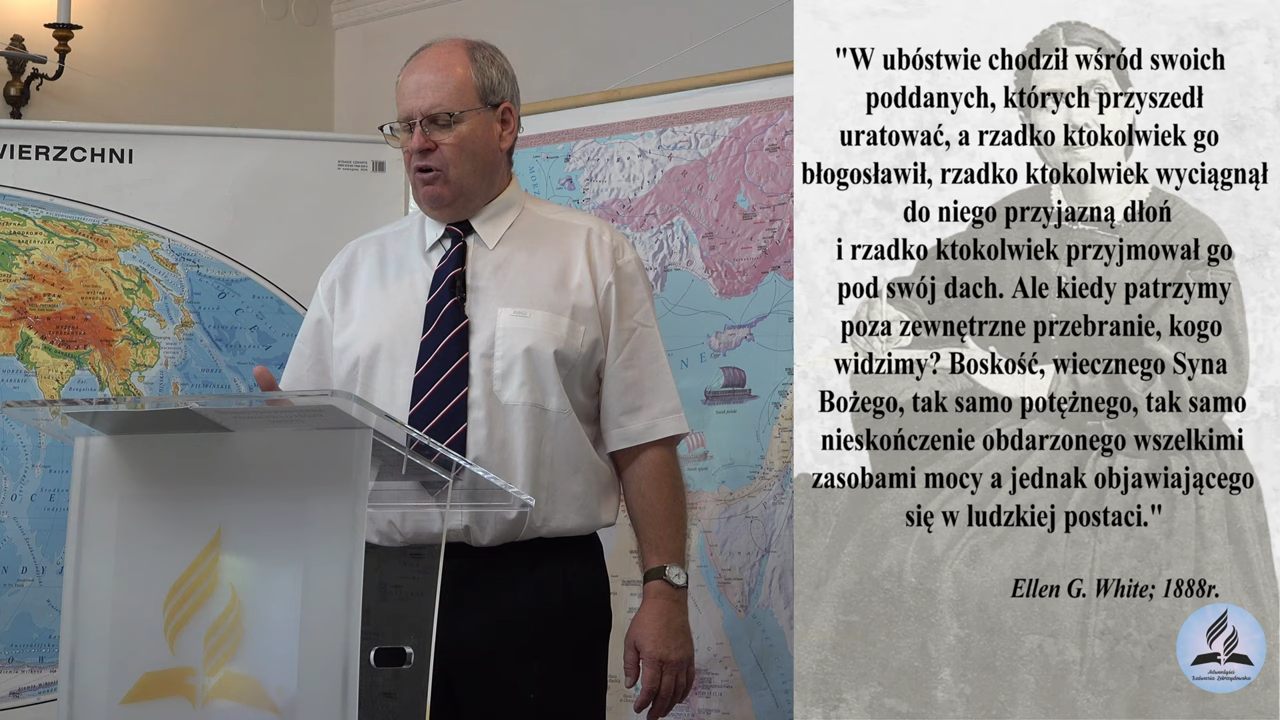 WIERZCHNI
"W ubóstwie chodził wśród swoich
poddanych, których przyszedł
uratować, a rzadko ktokolwiek go
błogosławił, rzadko ktokolwiek wyciągnął
do niego przyjazną dłoń
i rzadko ktokolwiek przyjmował go
pod swój dach. Ale kiedy patrzymy
poza zewnętrzne przebranie, kogo
widzimy? Boskość, wiecznego Syna
Bożego, tak samo potężnego, tak samo
nieskończenie obdarzonego wszelkimi
zasobami mocy a jednak objawiającego
się w ludzkiej postaci."
Ellen G. White; 1888r.
Adwentyści
Kalwaria Zebrzydowska